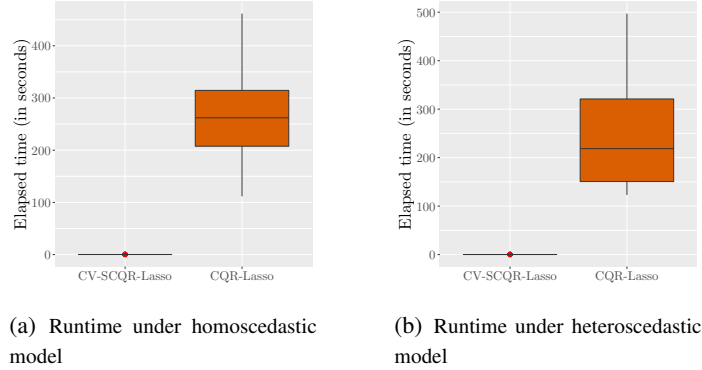 Elapsed time (in seconds)
400
300
200
100
0
CV-SCQR-Lasso
CQR-Lasso
(a) Runtime under homoscedastic
model
Elapsed time (in seconds)
500
400
300
200
100
0
CV-SCQR-Lasso
CQR-Lasso
(b) Runtime under heteroscedastic
model